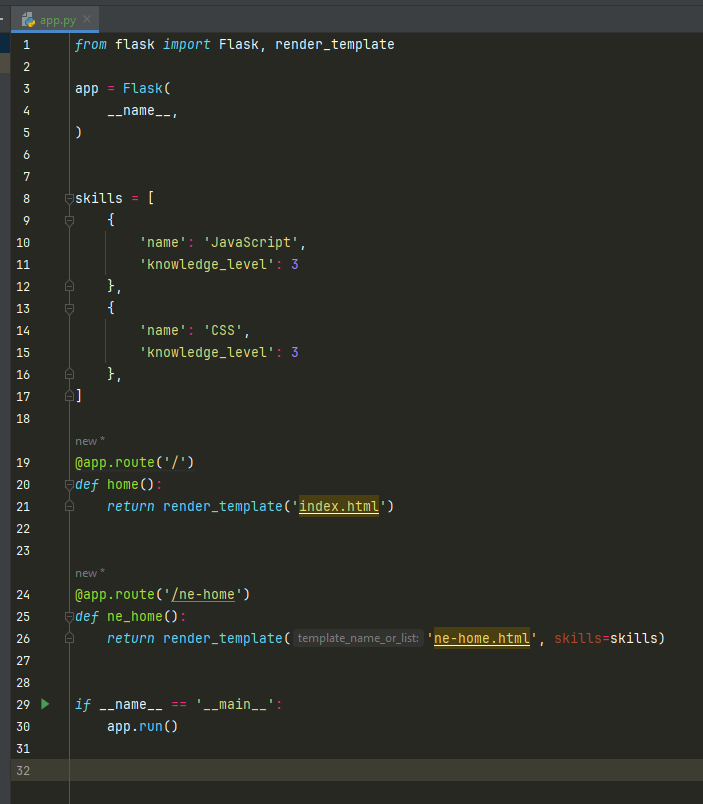 app.py
1 from flask import Flask, render_template
2
3 app = Flask(
4     __name__,
5 )
6
7
8 skills = [
9     {
10         'name': 'JavaScript',
11         'knowledge_level': 3
12     },
13     {
14         'name': 'CSS',
15         'knowledge_level': 3
16     },
17 ]
18
new *
19 @app.route('/')
20 def home():
21     return render_template('index.html')
22
23
new *
24 @app.route('/ne-home')
25 def ne_home():
26     return render_template( template_name_or_list: 'ne-home.html', skills=skills)
27
28
29 if __name__ == '__main__':
30     app.run()
31
32